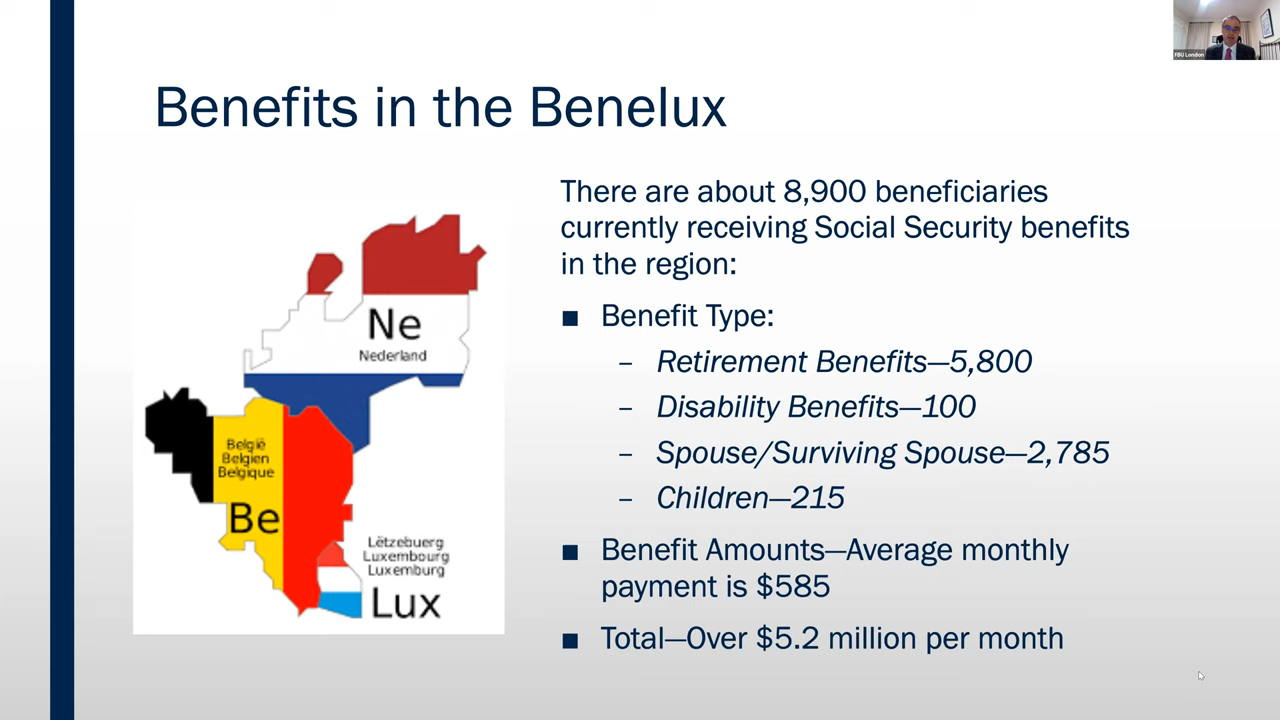 FBU London
Benefits in the Benelux
There are about 8,900 beneficiaries
currently receiving Social Security benefits
in the region:
■ Benefit Type:
– Retirement Benefits—5,800
– Disability Benefits—100
– Spouse/Surviving Spouse—2,785
– Children—215
■ Benefit Amounts—Average monthly
payment is $585
■ Total—Over $5.2 million per month
Ne
Nederland
België
Belgien
Belgique
Be
Lëtzebuerg
Luxembourg
Luxemburg
Lux